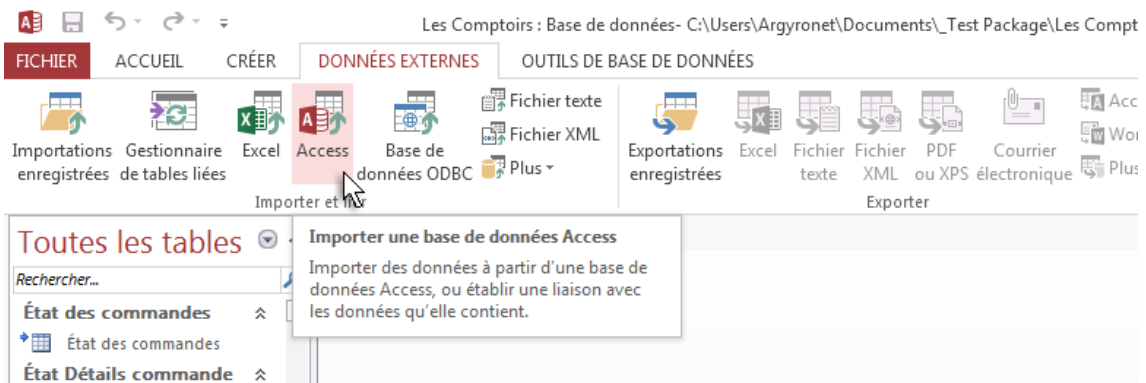 Les Comptoirs : Base de données- C:\Users\Argyronet\Documents\_Test Package\Les Compt
FICHIER ACCUEIL CRÉER DONNÉES EXTERNES OUTILS DE BASE DE DONNÉES
Importations enregistrées
Gestionnaire de tables liées
Excel
Access
Base de données ODBC
Fichier texte
Fichier XML
Plus
Importer et
Exportations enregistrées
Excel
Fichier texte
Fichier XML
PDF ou XPS
Courrier électronique
Acc
Wor
Plus
Exporter
Toutes les tables
Rechercher...
État des commandes
État des commandes
État Détails commande
Importer une base de données Access
Importer des données à partir d'une base de
données Access, ou établir une liaison avec
les données qu'elle contient.